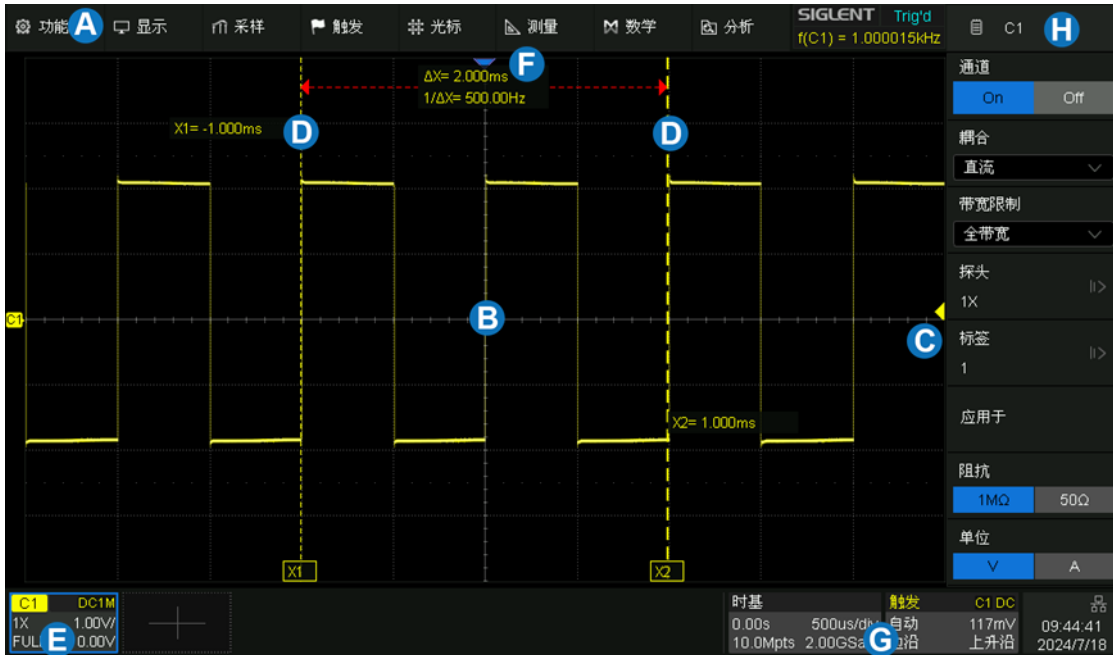 功能 A 显示 采样 触发 光标 测量 数学 分析
SIGLENT Trig'd
f(C1) = 1.000015kHz
C1 H
ΔX= 2.000ms F
1/ΔX= 500.00Hz
X1= -1.000ms D
D
C1
B
C
X2= 1.000ms
X1
X2
通道
On Off
耦合
直流
带宽限制
全带宽
探头
1X
标签
1
应用于
阻抗
1MΩ 50Ω
单位
V A
C1 DC1M
1X 1.00V/
FULL E 0.00V
时基
0.00s 500us/div
10.0Mpts G
触发 C1 DC
自动 117mV
上升沿
09:44:41
2024/7/18